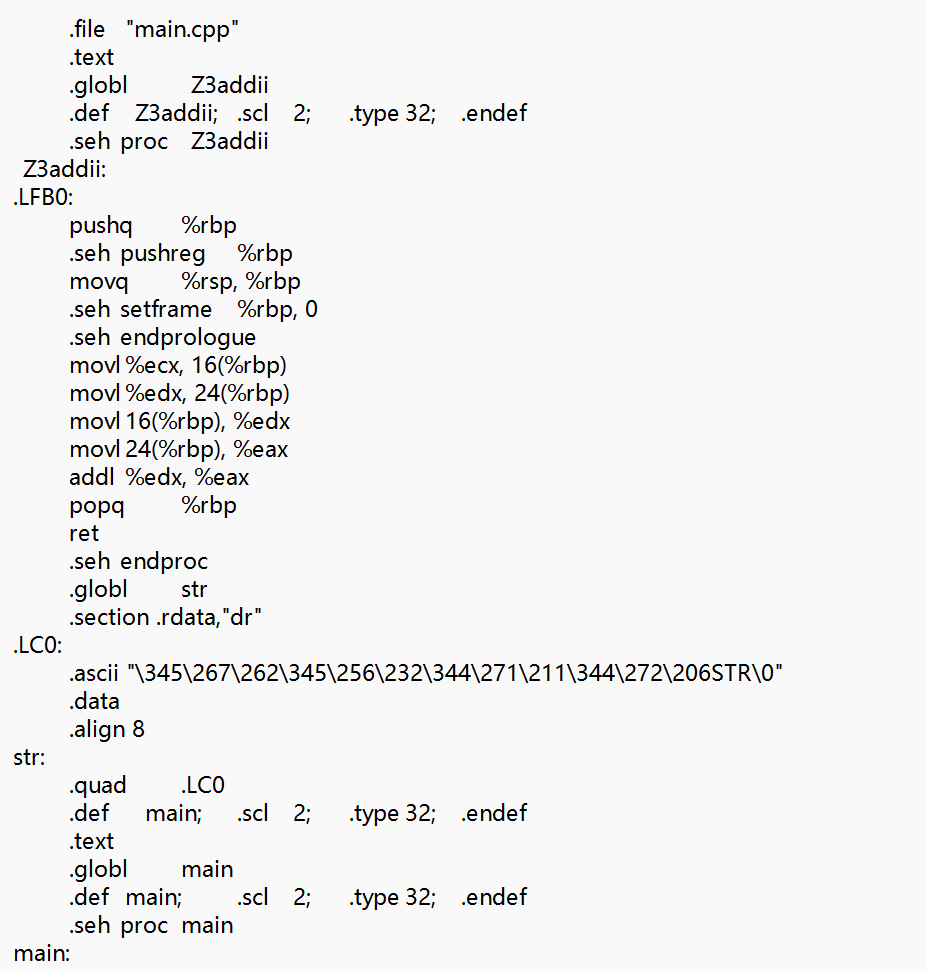 .file "main.cpp"
.text
.globl Z3addii
.def Z3addii; .scl 2; .type 32; .endef
.seh proc Z3addii
Z3addii:
.LFB0:
pushq %rbp
.seh pushreg %rbp
movq %rsp, %rbp
.seh setframe %rbp, 0
.seh endprologue
movl %ecx, 16(%rbp)
movl %edx, 24(%rbp)
movl 16(%rbp), %edx
movl 24(%rbp), %eax
addl %edx, %eax
popq %rbp
ret
.seh endproc
.globl str
.section .rdata,"dr"
.LC0:
.ascii "\345\267\262\345\256\232\344\271\211\344\272\206STR\0"
.data
.align 8
str:
.quad .LC0
.def main; .scl 2; .type 32; .endef
.text
.globl main
.def main; .scl 2; .type 32; .endef
.seh proc main
main: